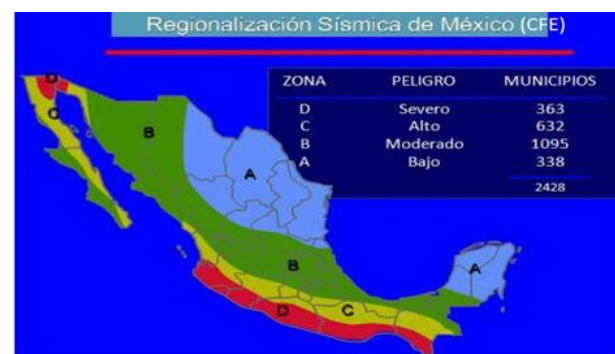 Regionalización Sísmica de México (CFE)
ZONA PELIGRO MUNICIPIOS
D Severo 363
C Alto 632
B Moderado 1095
A Bajo 338
2428
D
C
B
A
B
A
C
D